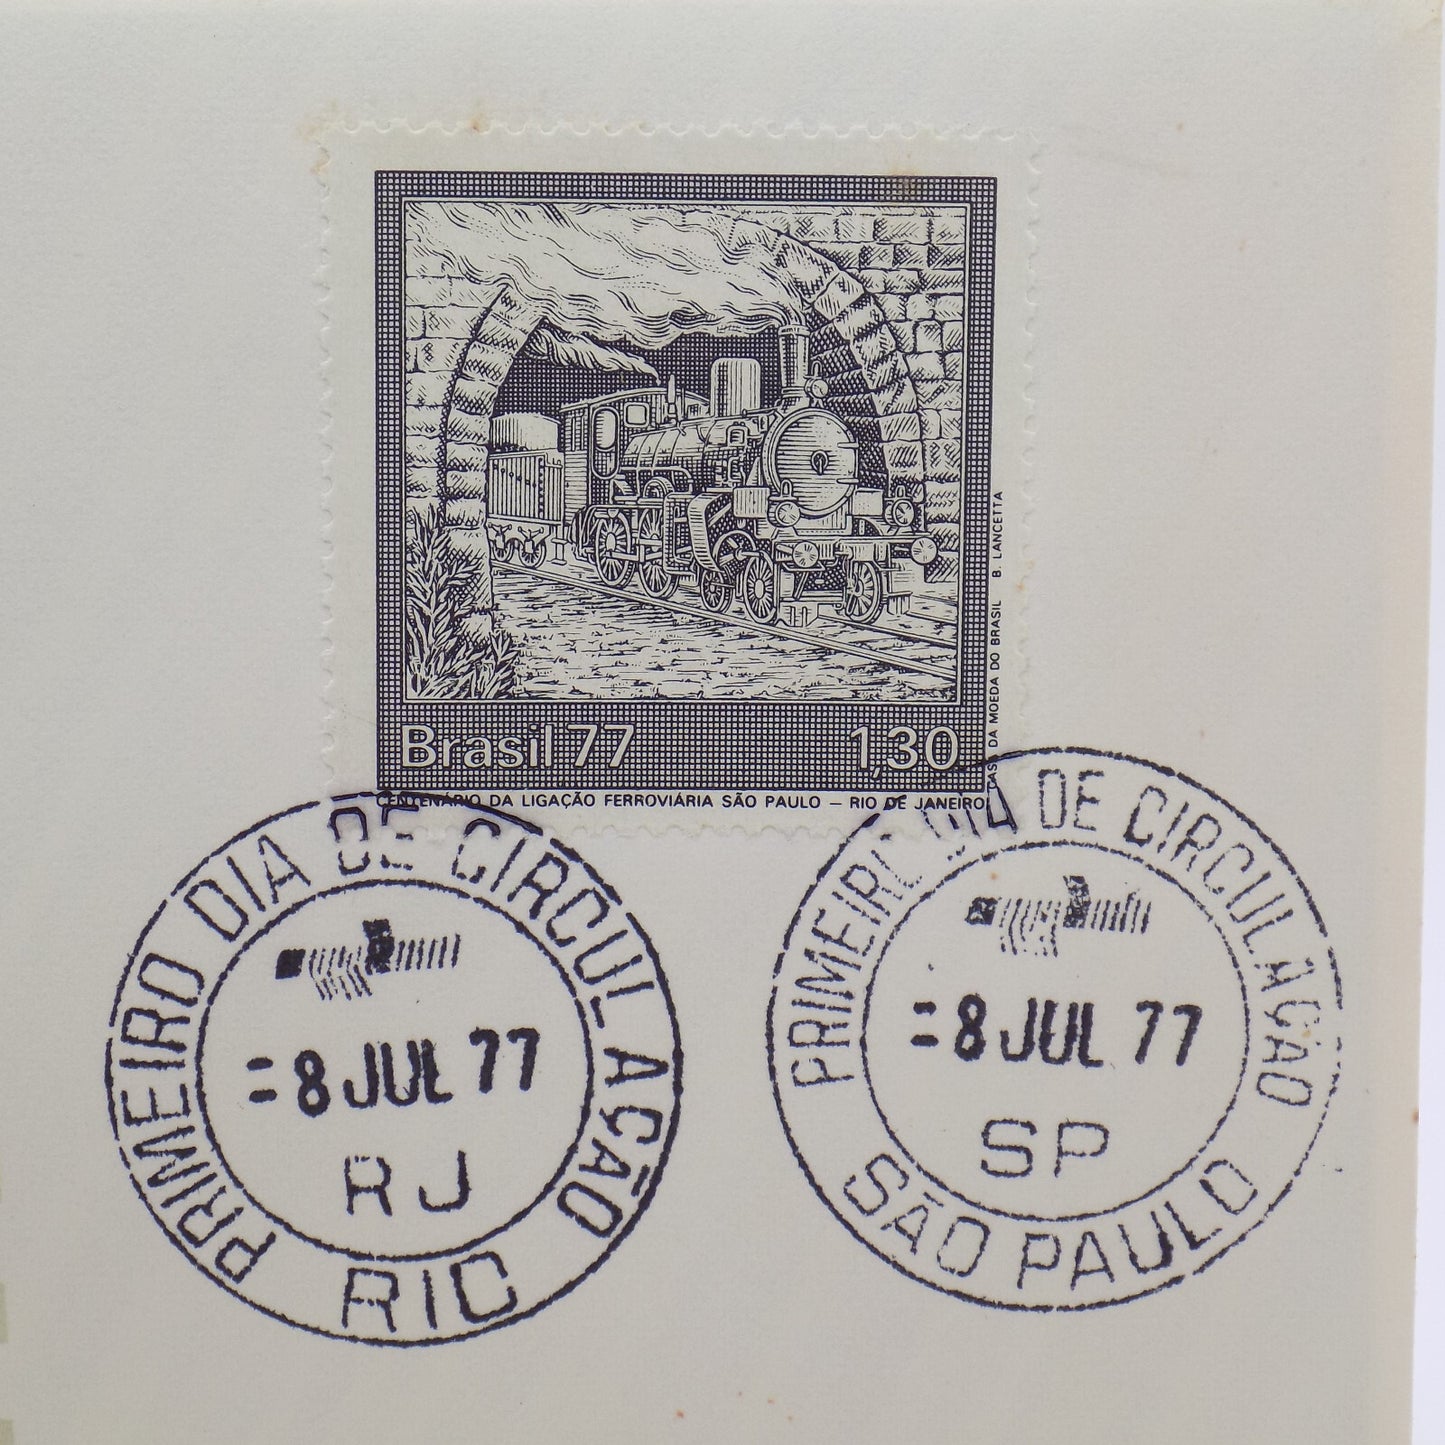 Brasil 77 1,30
CENTENÁRIO DA LIGAÇÃO FERROVIÁRIA SÃO PAULO – RIO DE JANEIRO
CASA DA MOEDA DO BRASIL B. LANCETTA
PRIMEIRO DIA DE CIRCULAÇÃO
= 8 JUL 77
RJ
RIO
PRIMEIRO DIA DE CIRCULAÇÃO
= 8 JUL 77
SP
SÃO PAULO